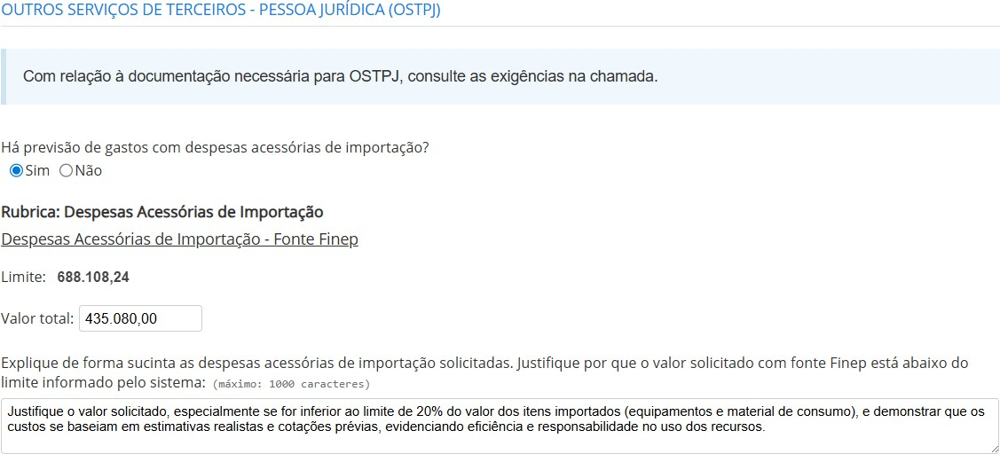 OUTROS SERVIÇOS DE TERCEIROS - PESSOA JURÍDICA (OSTPJ)
Com relação à documentação necessária para OSTPJ, consulte as exigências na chamada.
Há previsão de gastos com despesas acessórias de importação?
Sim Não
Rubrica: Despesas Acessórias de Importação
Despesas Acessórias de Importação - Fonte Finep
Limite: 688.108,24
Valor total: 435.080,00
Explique de forma sucinta as despesas acessórias de importação solicitadas. Justifique por que o valor solicitado com fonte Finep está abaixo do
limite informado pelo sistema: (máximo: 1000 caracteres)
Justifique o valor solicitado, especialmente se for inferior ao limite de 20% do valor dos itens importados (equipamentos e material de consumo), e demonstrar que os
custos se baseiam em estimativas realistas e cotações prévias, evidenciando eficiência e responsabilidade no uso dos recursos.